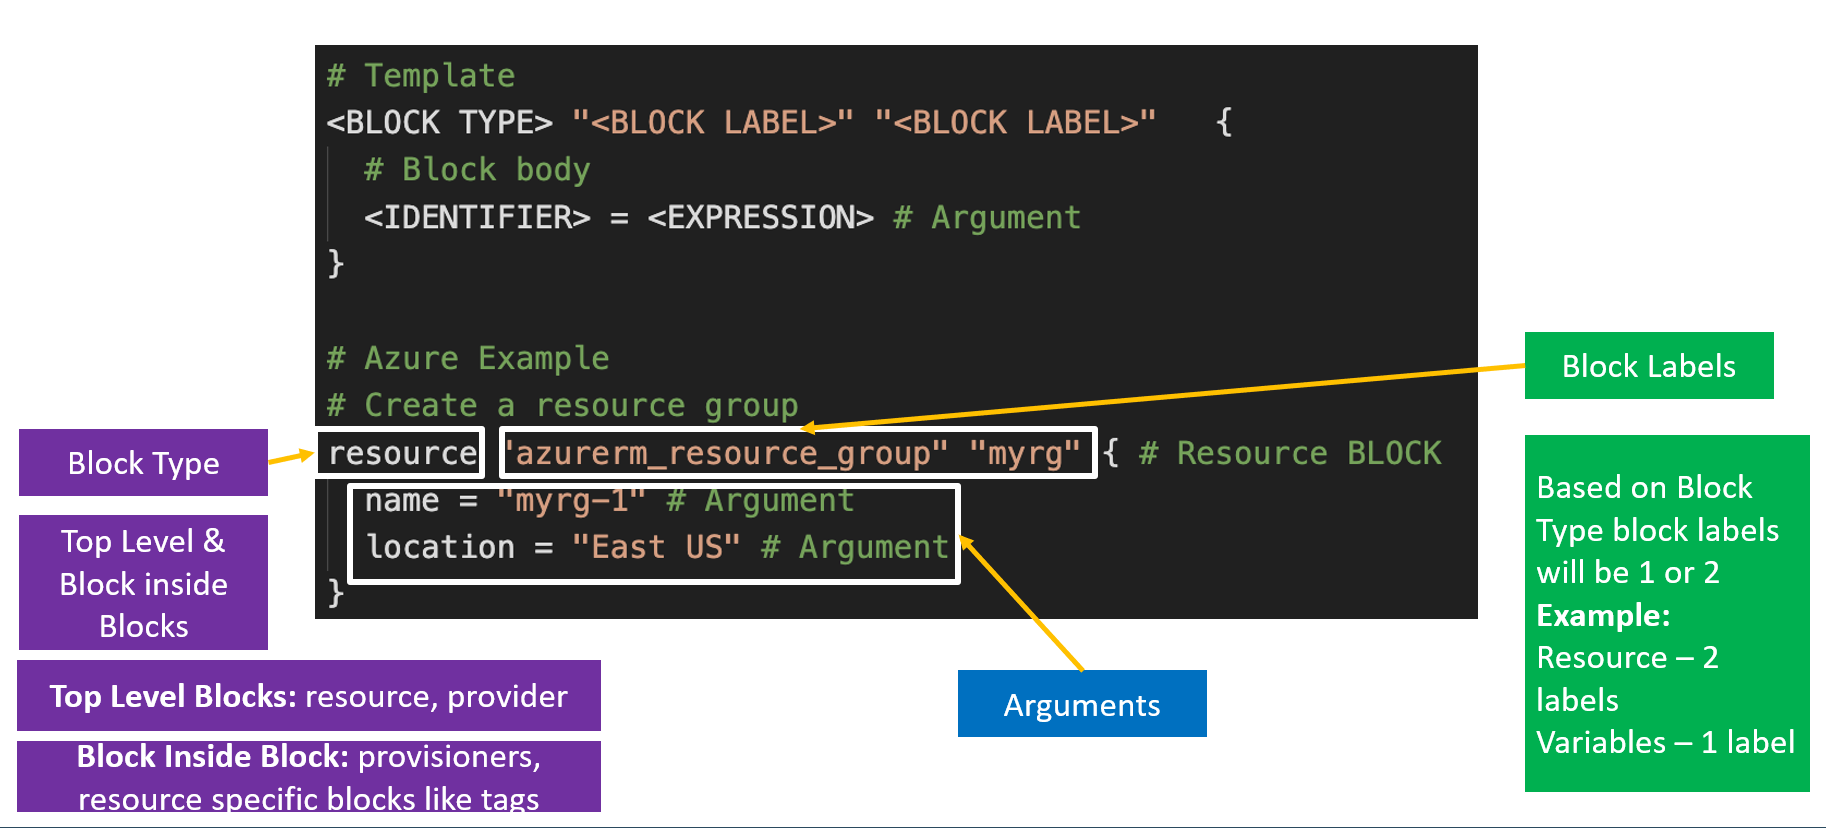 # Template
<BLOCK TYPE> "<BLOCK LABEL>" "<BLOCK LABEL>" {
# Block body
<IDENTIFIER> = <EXPRESSION> # Argument
}
# Azure Example
# Create a resource group
resource "azurerm_resource_group" "myrg" { # Resource BLOCK
name = "myrg-1" # Argument
location = "East US" # Argument
}
Block Type
Top Level &
Block inside
Blocks
Top Level Blocks: resource, provider
Block Inside Block: provisioners,
resource specific blocks like tags
Arguments
Block Labels
Based on Block
Type block labels
will be 1 or 2
Example:
Resource – 2
labels
Variables – 1 label